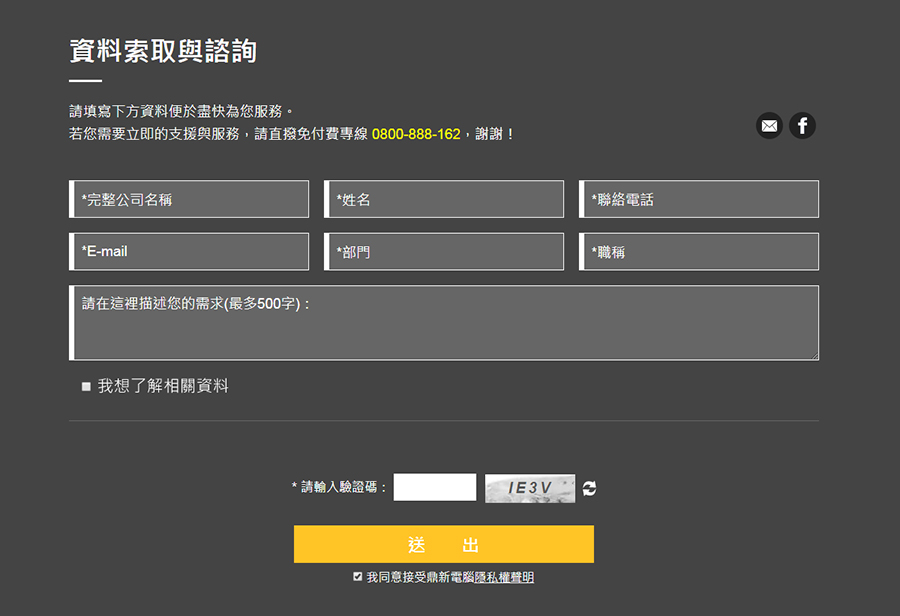 資料索取與諮詢
請填寫下方資料便於盡快為您服務。
若您需要立即的支援與服務，請直撥免付費專線 0800-888-162，謝謝！
*完整公司名稱
*姓名
*聯絡電話
*E-mail
*部門
*職稱
請在這裡描述您的需求(最多500字)：
我想了解相關資料
* 請輸入驗證碼：
IE3V
送 出
我同意接受鼎新電腦隱私權聲明